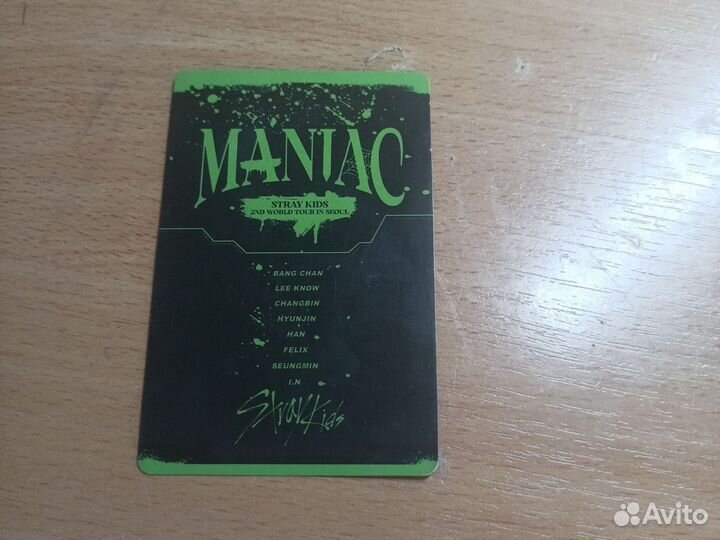 MANIAC
STRAY KIDS
2ND WORLD TOUR IN SEOUL
BANG CHAN
LEE KNOW
CHANGBIN
HYUNJIN
HAN
FELIX
SEUNGMIN
I.N
Stray Kids
Avito